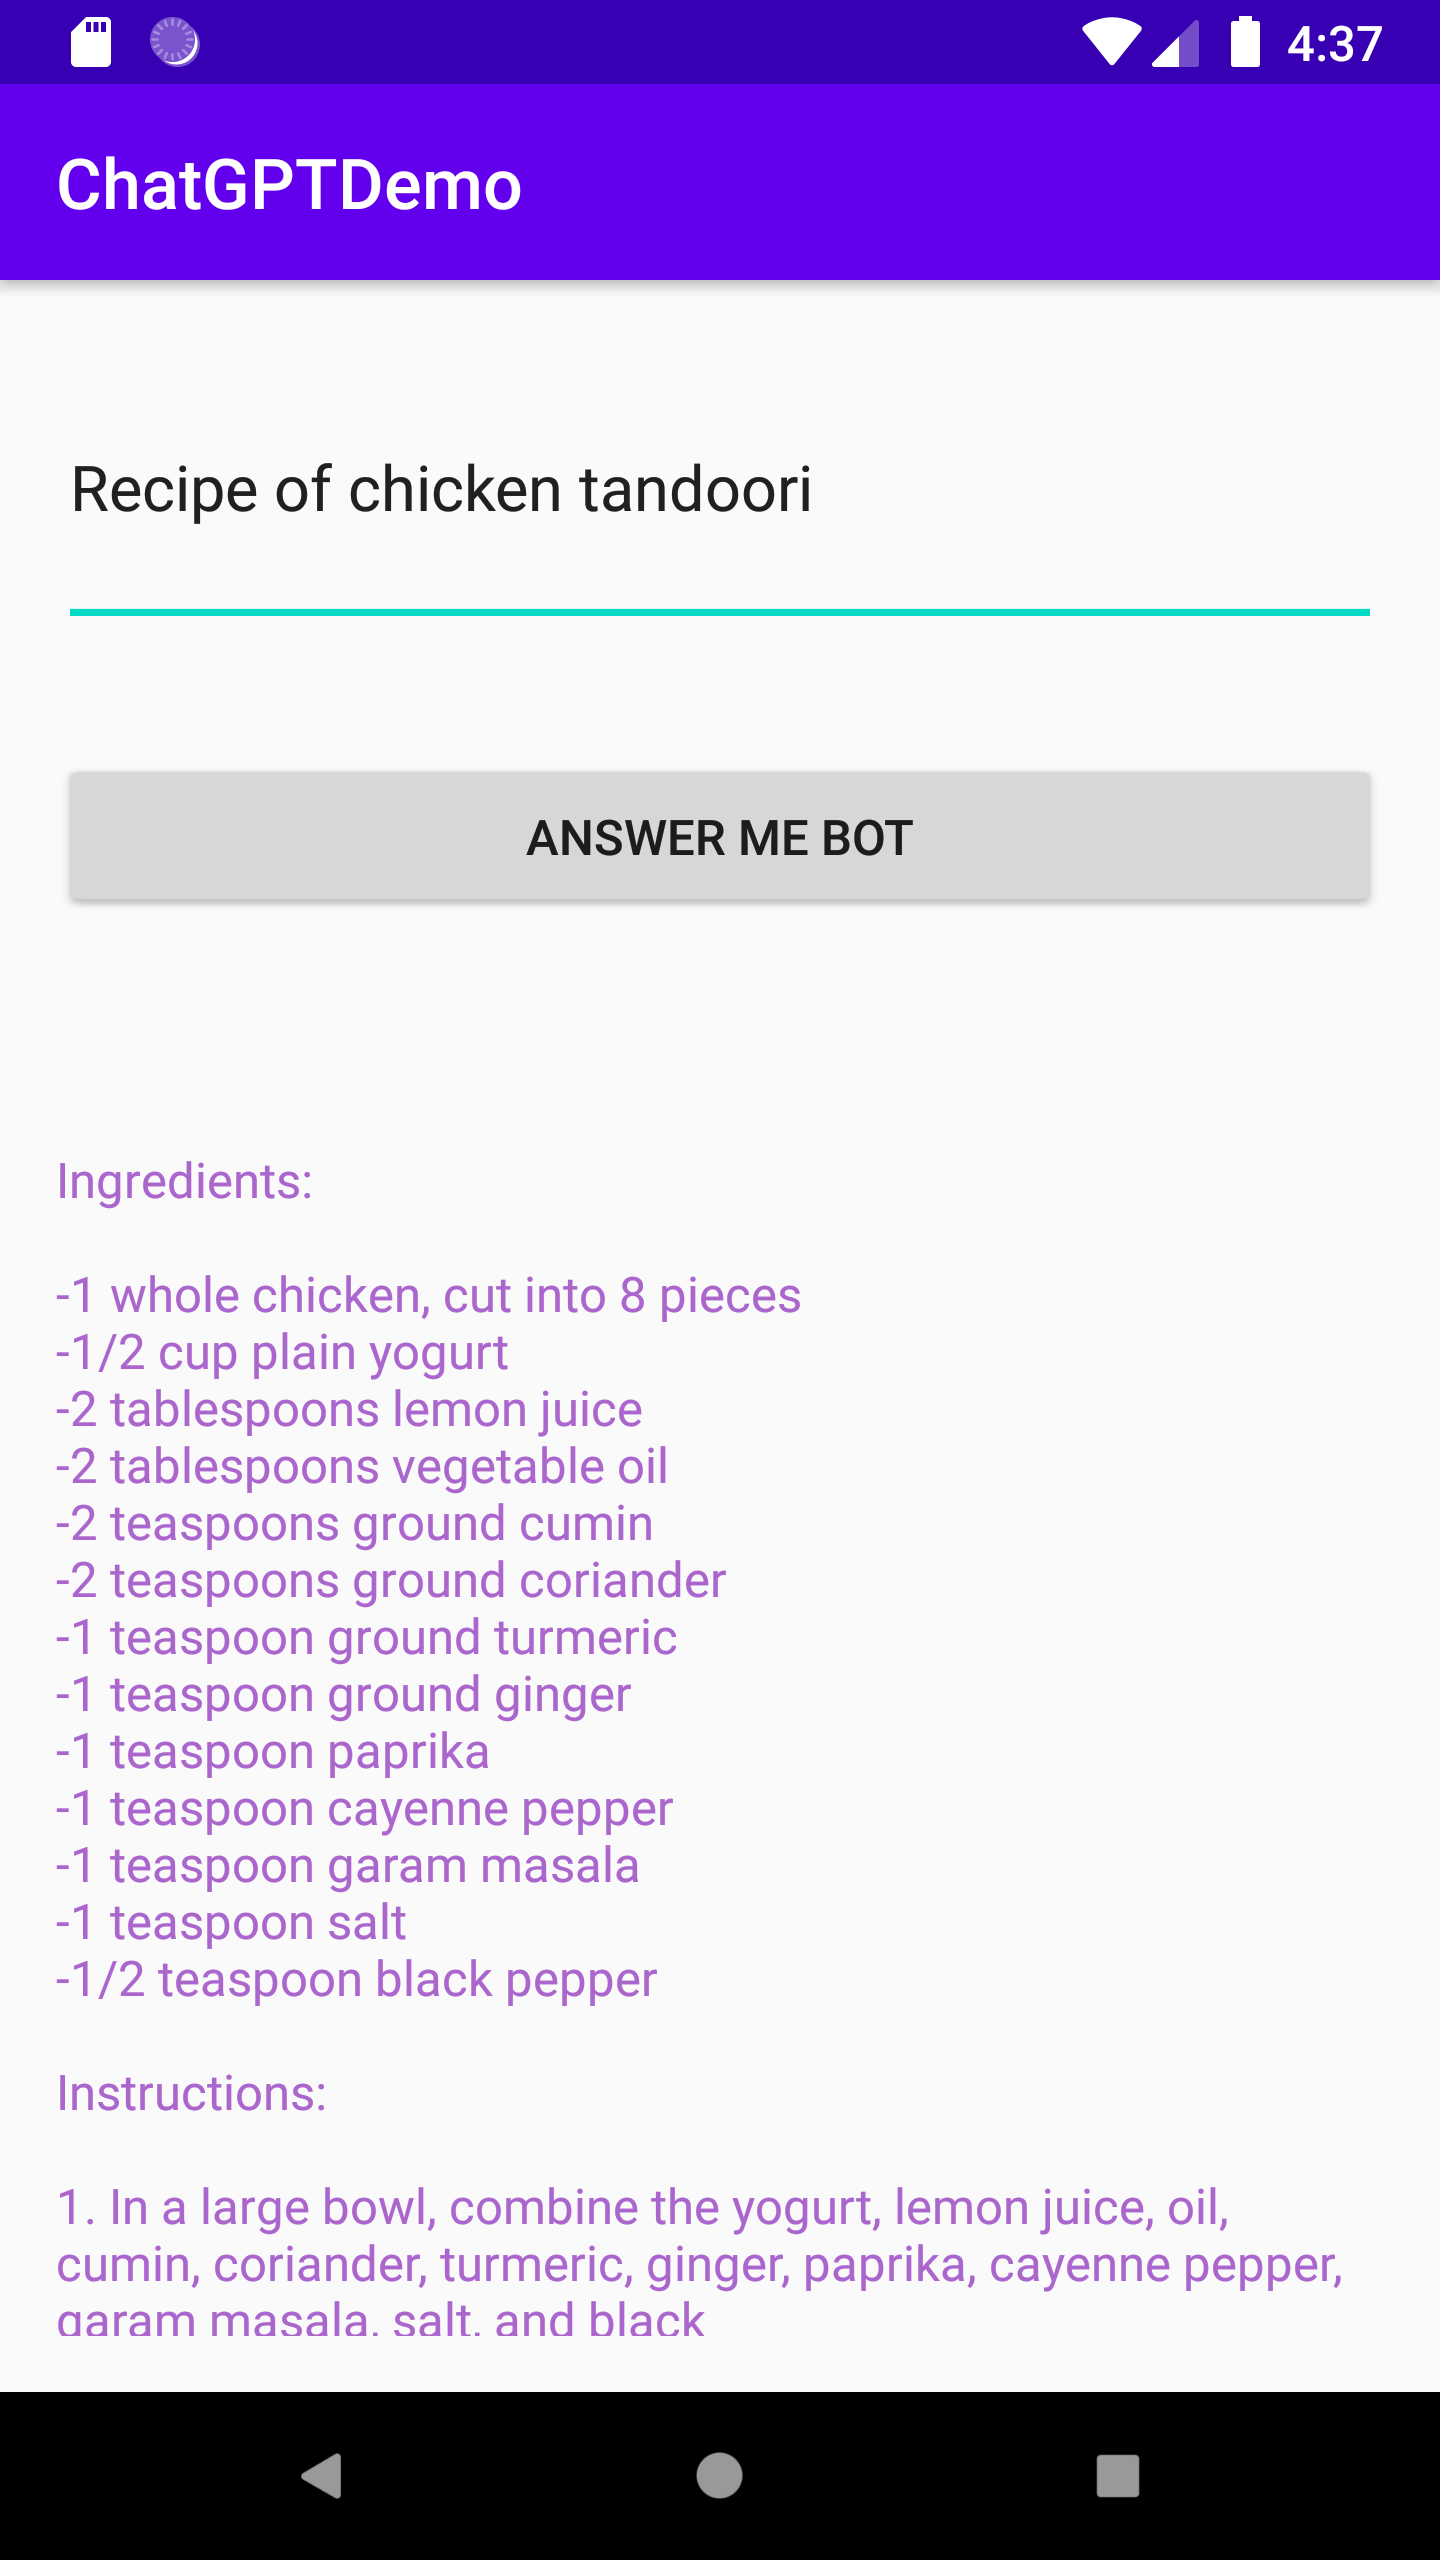 4:37
ChatGPTDemo
Recipe of chicken tandoori
ANSWER ME BOT
Ingredients:
-1 whole chicken, cut into 8 pieces
-1/2 cup plain yogurt
-2 tablespoons lemon juice
-2 tablespoons vegetable oil
-2 teaspoons ground cumin
-2 teaspoons ground coriander
-1 teaspoon ground turmeric
-1 teaspoon ground ginger
-1 teaspoon paprika
-1 teaspoon cayenne pepper
-1 teaspoon garam masala
-1 teaspoon salt
-1/2 teaspoon black pepper
Instructions:
1. In a large bowl, combine the yogurt, lemon juice, oil,
cumin, coriander, turmeric, ginger, paprika, cayenne pepper,
garam masala, salt, and black